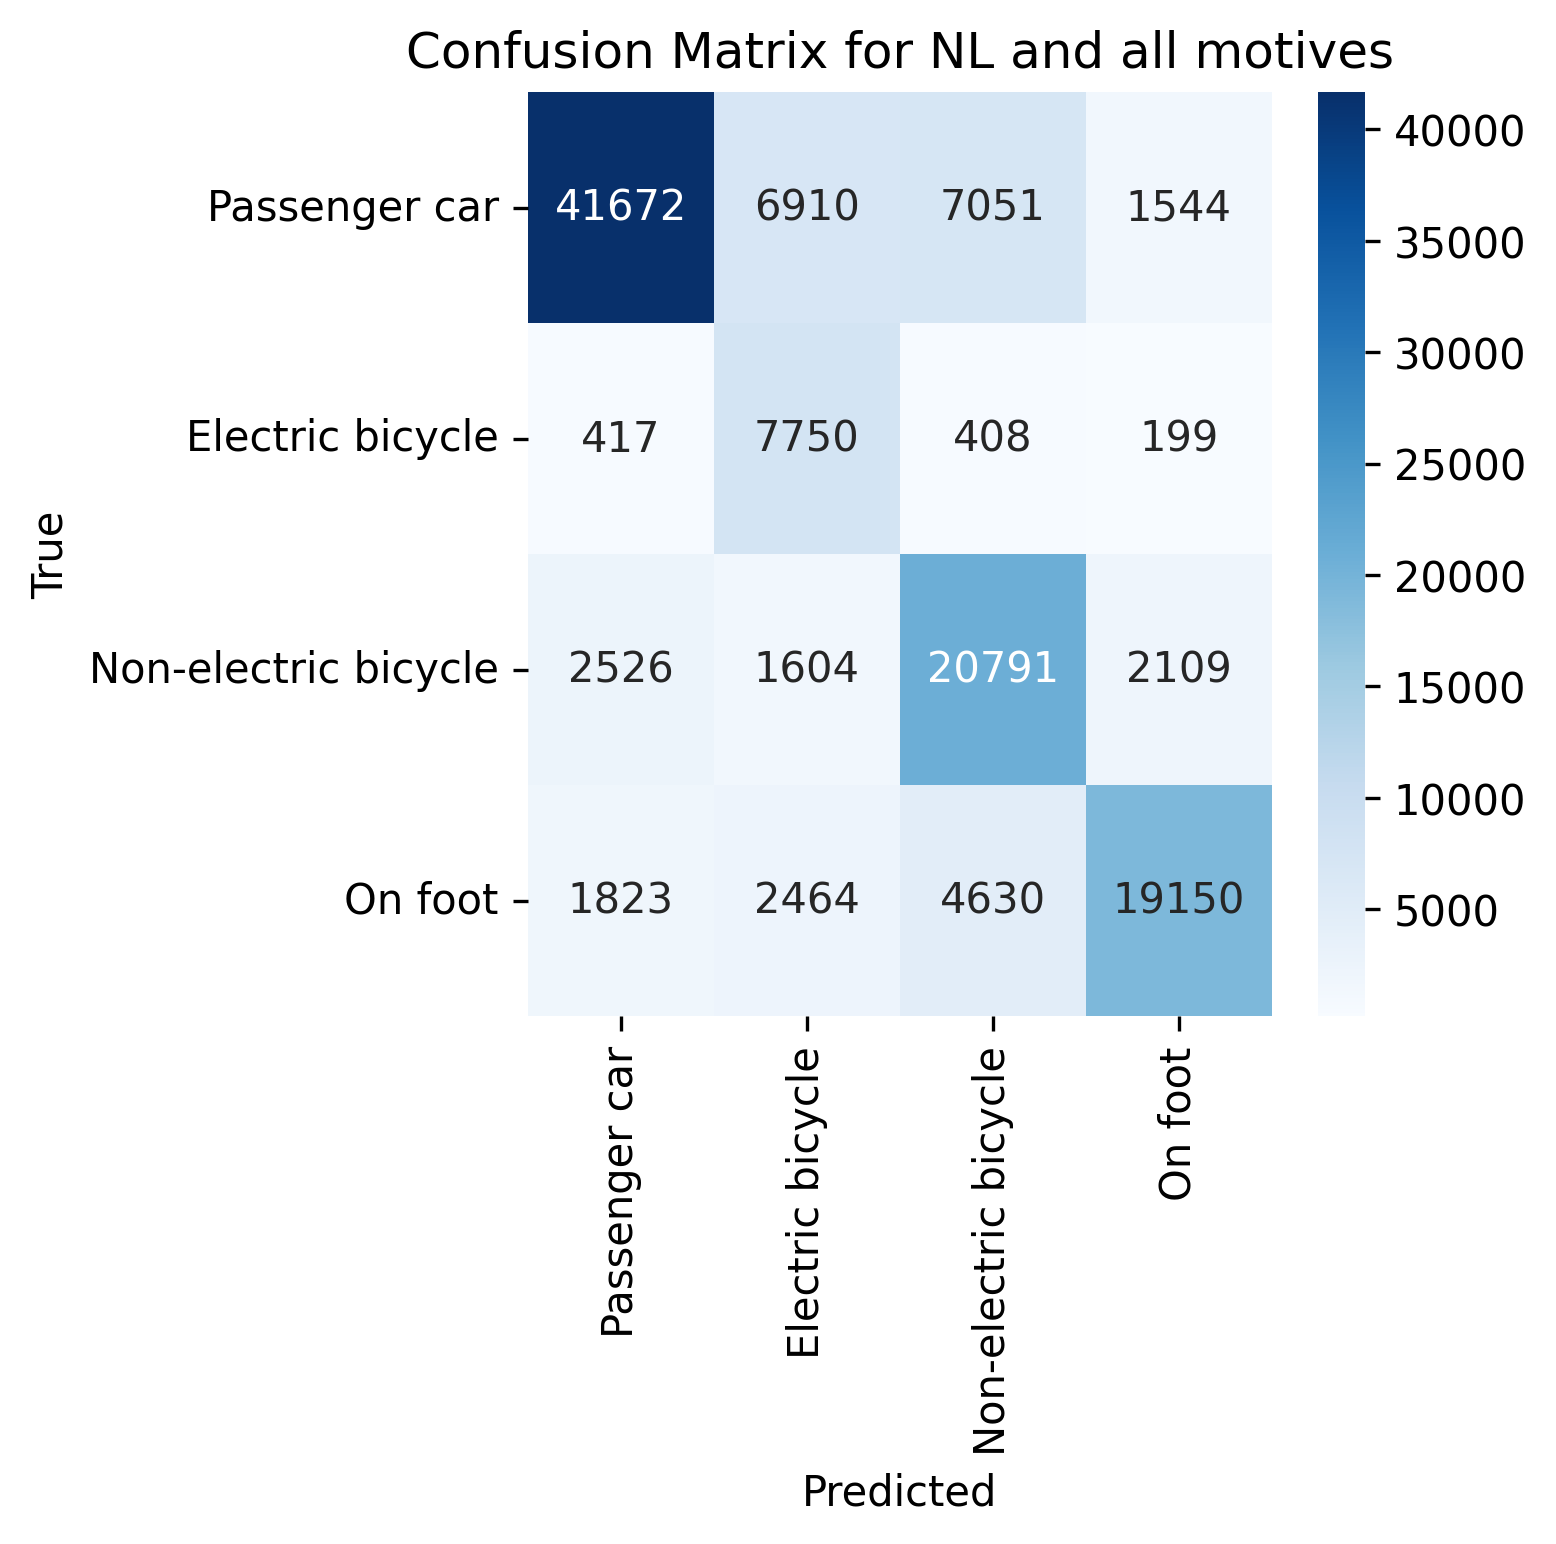 Confusion Matrix for NL and all motives
Passenger car 41672 6910 7051 1544
Electric bicycle 417 7750 408 199
Non-electric bicycle 2526 1604 20791 2109
On foot 1823 2464 4630 19150
True
Passenger car
Electric bicycle
Non-electric bicycle
On foot
Predicted
40000
35000
30000
25000
20000
15000
10000
5000